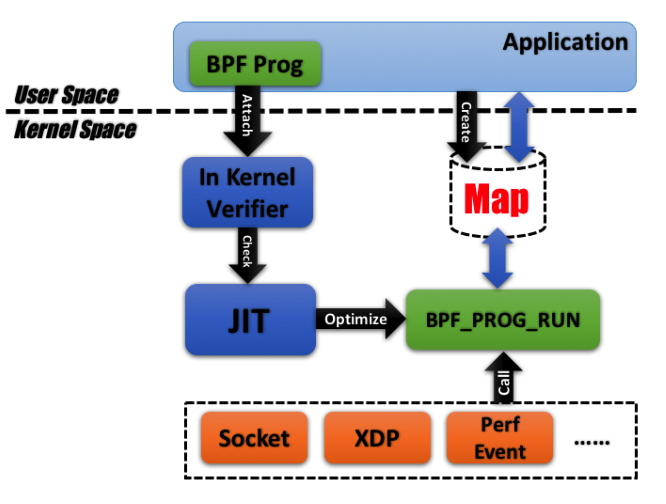 Application
BPF Prog
User Space
Attach
Create
Kernel Space
In Kernel
Verifier
Map
Check
JIT
Optimize
BPF_PROG_RUN
Call
Socket
XDP
Perf
Event
......